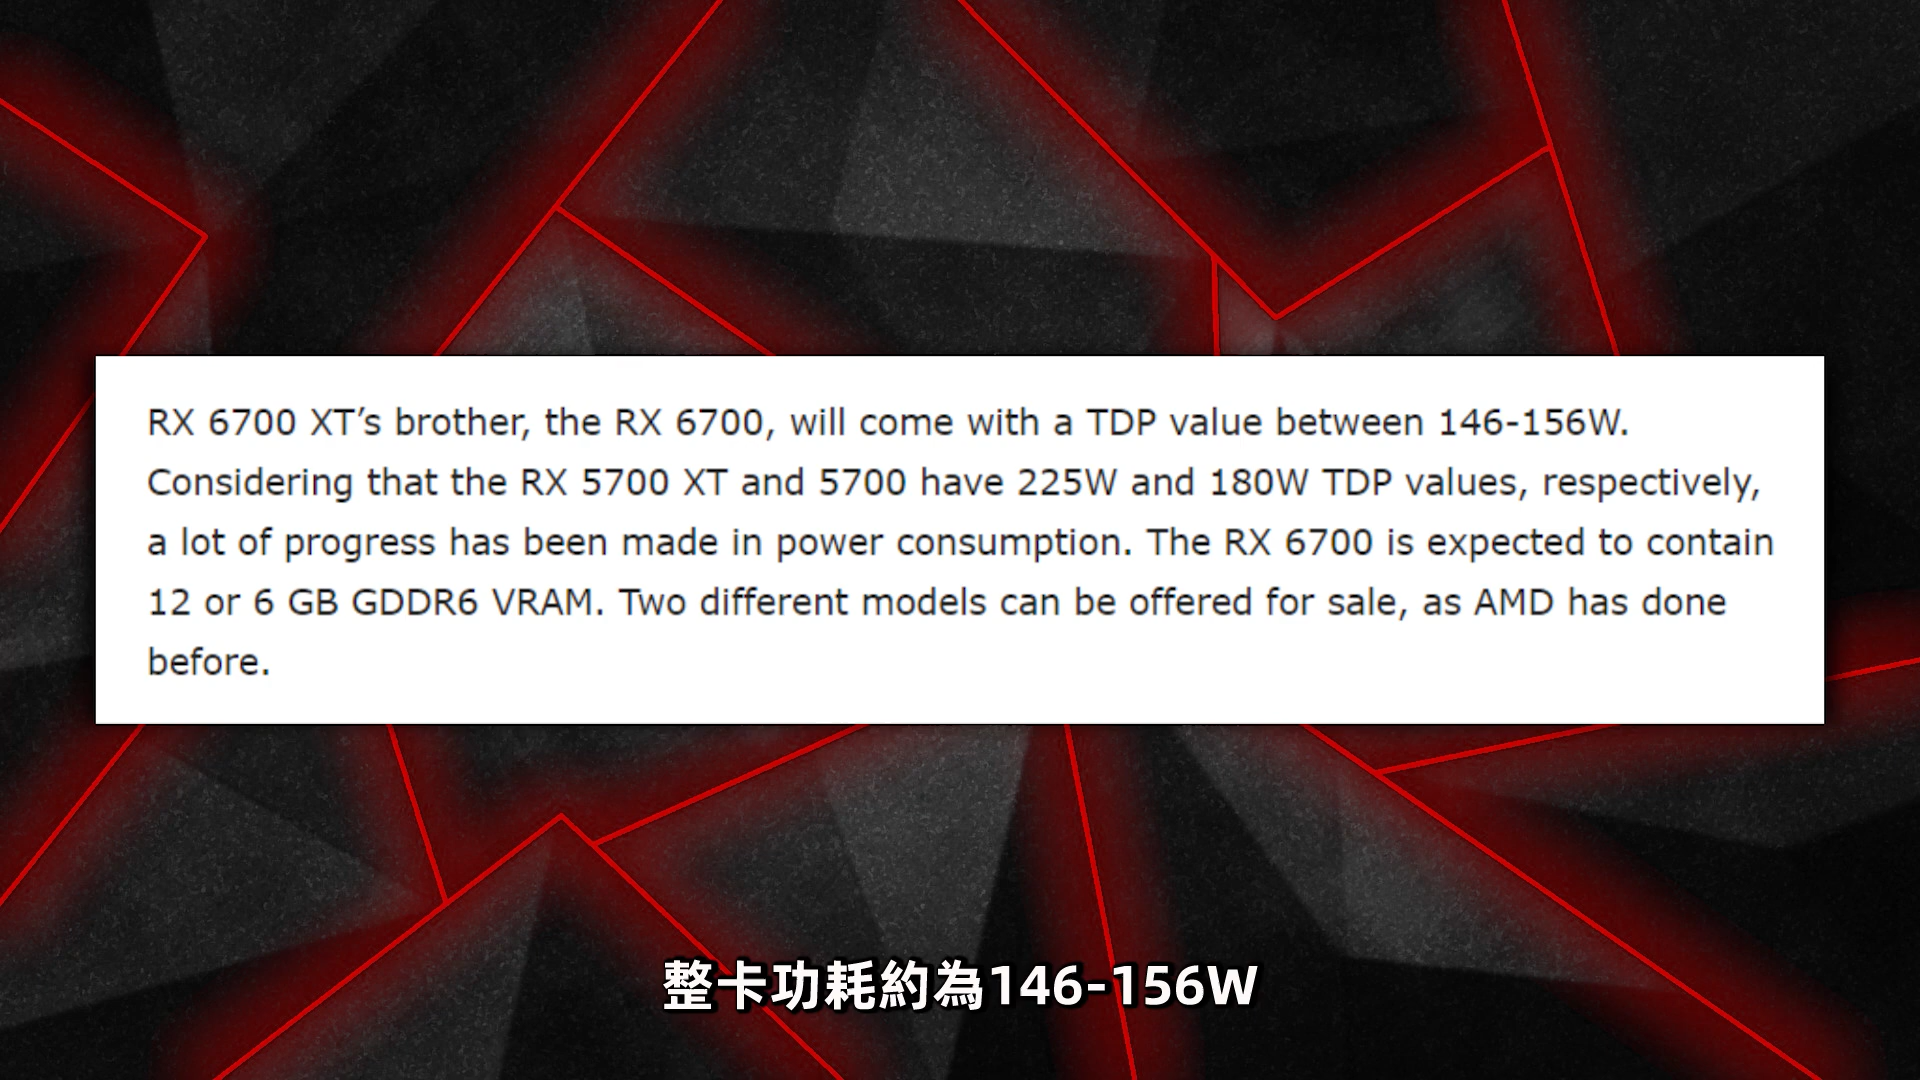 RX 6700 XT’s brother, the RX 6700, will come with a TDP value between 146-156W.
Considering that the RX 5700 XT and 5700 have 225W and 180W TDP values, respectively,
a lot of progress has been made in power consumption. The RX 6700 is expected to contain
12 or 6 GB GDDR6 VRAM. Two different models can be offered for sale, as AMD has done
before.
整卡功耗約為146-156W